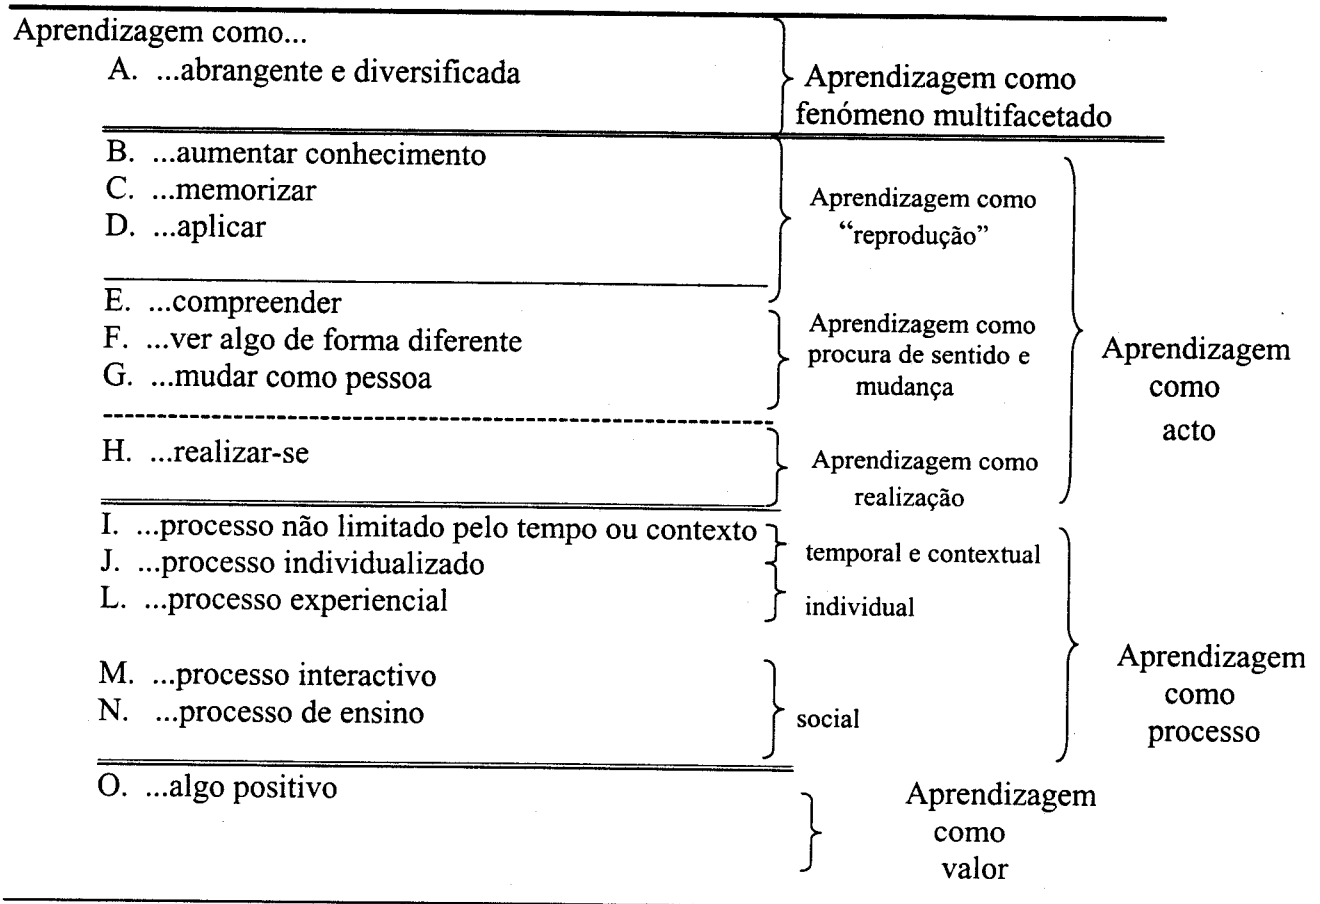 Aprendizagem como...
A. ...abrangente e diversificada
Aprendizagem como
fenómeno multifacetado
B. ...aumentar conhecimento
C. ...memorizar
D. ...aplicar
Aprendizagem como
“reprodução”
E. ...compreender
F. ...ver algo de forma diferente
G. ...mudar como pessoa
Aprendizagem como
procura de sentido e
mudança
H. ...realizar-se
Aprendizagem como
realização
Aprendizagem
como
acto
I. ...processo não limitado pelo tempo ou contexto
J. ...processo individualizado
L. ...processo experiencial
temporal e contextual
individual
M. ...processo interactivo
N. ...processo de ensino
social
Aprendizagem
como
processo
O. ...algo positivo
Aprendizagem
como
valor